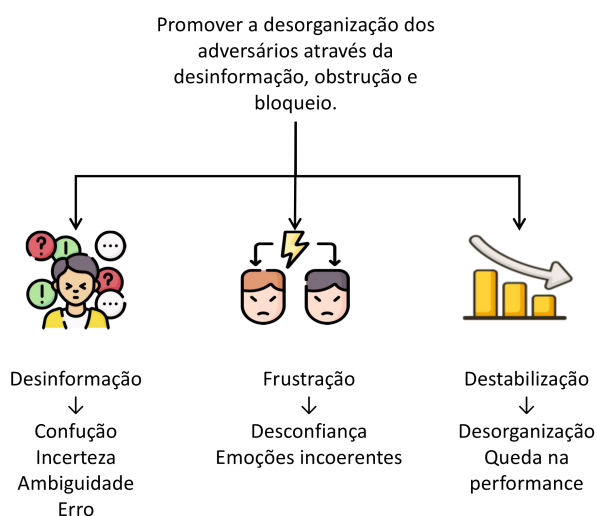 Promover a desorganização dos
adversários através da
desinformação, obstrução e
bloqueio.
Desinformação
Confução
Incerteza
Ambiguidade
Erro
Frustração
Desconfiança
Emoções incoerentes
Destabilização
Desorganização
Queda na
performance